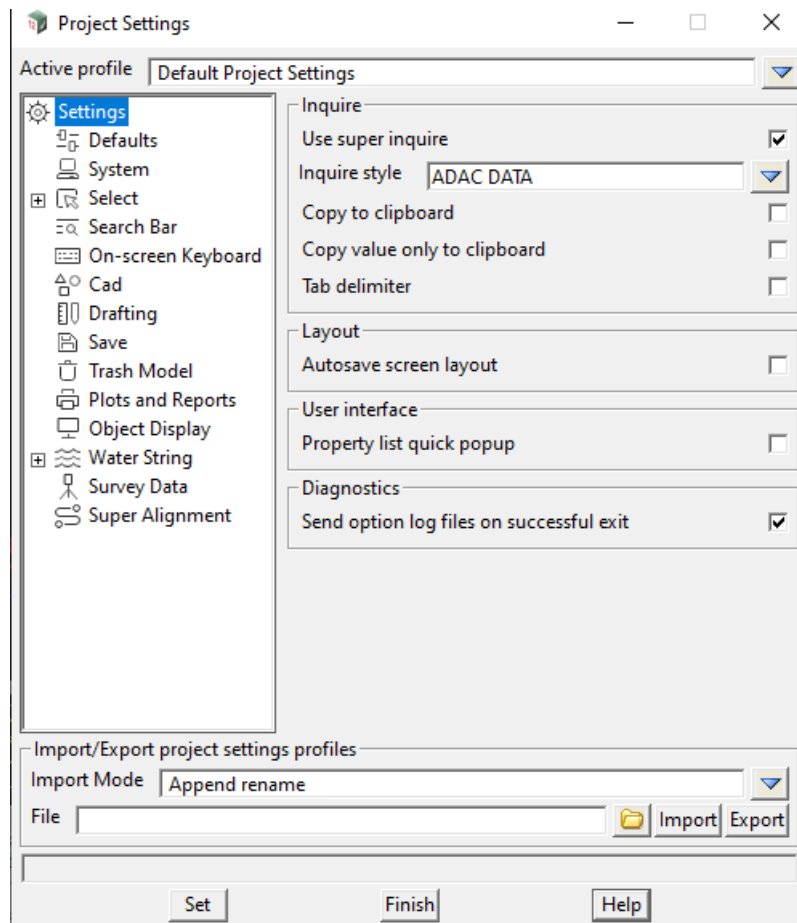 Project Settings
Active profile Default Project Settings
Settings
Defaults
System
Select
Search Bar
On-screen Keyboard
Cad
Drafting
Save
Trash Model
Plots and Reports
Object Display
Water String
Survey Data
Super Alignment
Inquire
Use super inquire
Inquire style ADAC DATA
Copy to clipboard
Copy value only to clipboard
Tab delimiter
Layout
Autosave screen layout
User interface
Property list quick popup
Diagnostics
Send option log files on successful exit
Import/Export project settings profiles
Import Mode Append rename
File Import Export
Set Finish Help